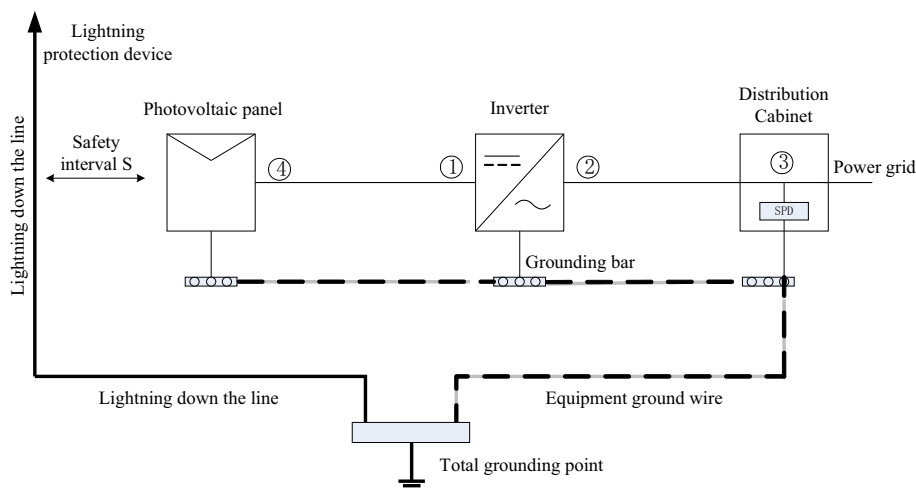 Lightning
protection device
Photovoltaic panel
Inverter
Distribution
Cabinet
Safety
interval S
④
①
②
③
Power grid
SPD
Lightning down the line
Grounding bar
Lightning down the line
Equipment ground wire
Total grounding point